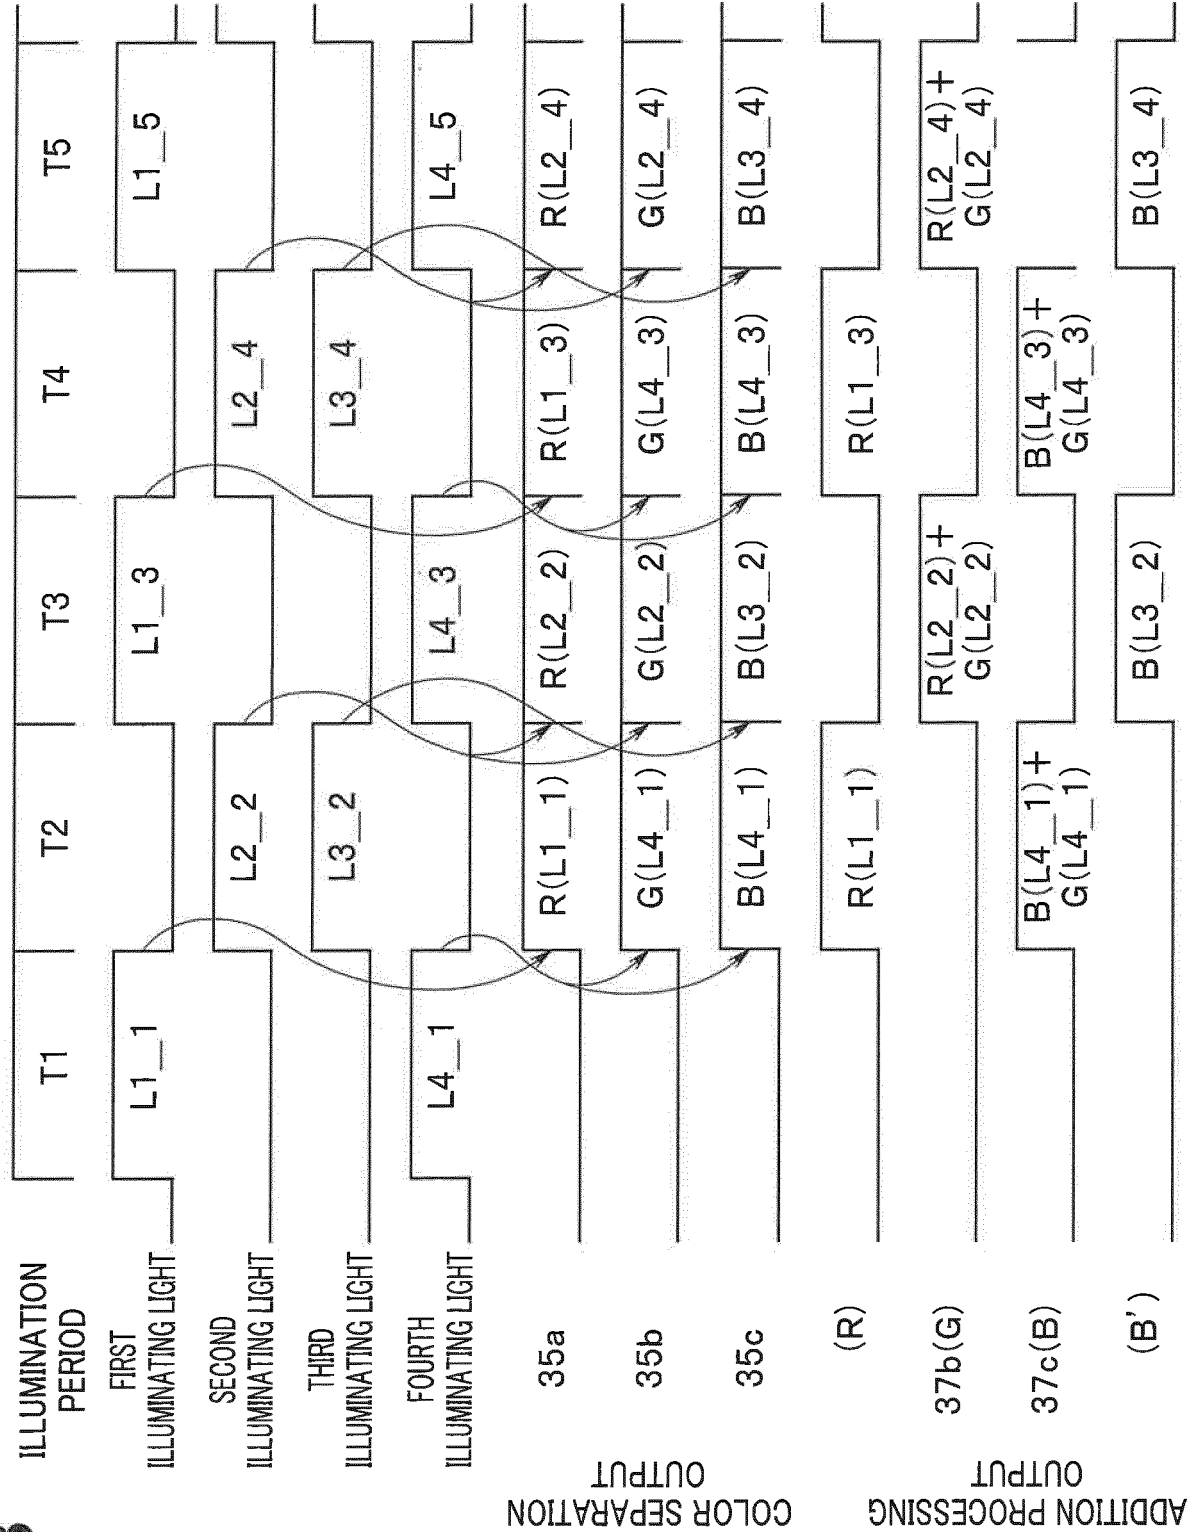 ILLUMINATION
PERIOD
T1
T2
T3
T4
T5
FIRST
ILLUMINATING LIGHT
L1_1
L1_3
L1_5
SECOND
ILLUMINATING LIGHT
L2_2
L2_4
THIRD
ILLUMINATING LIGHT
L3_2
L3_4
FOURTH
ILLUMINATING LIGHT
L4_1
L4_3
L4_5
COLOR SEPARATION
OUTPUT
35a
R(L1_1)
R(L2_2)
R(L1_3)
R(L2_4)
35b
G(L4_1)
G(L2_2)
G(L4_3)
G(L2_4)
35c
B(L4_1)
B(L3_2)
B(L4_3)
B(L3_4)
ADDITION PROCESSING
OUTPUT
(R)
R(L1_1)
R(L1_3)
37b(G)
R(L2_2)+
G(L2_2)
R(L2_4)+
G(L2_4)
37c(B)
B(L4_1)+
G(L4_1)
B(L4_3)+
G(L4_3)
(B')
B(L3_2)
B(L3_4)